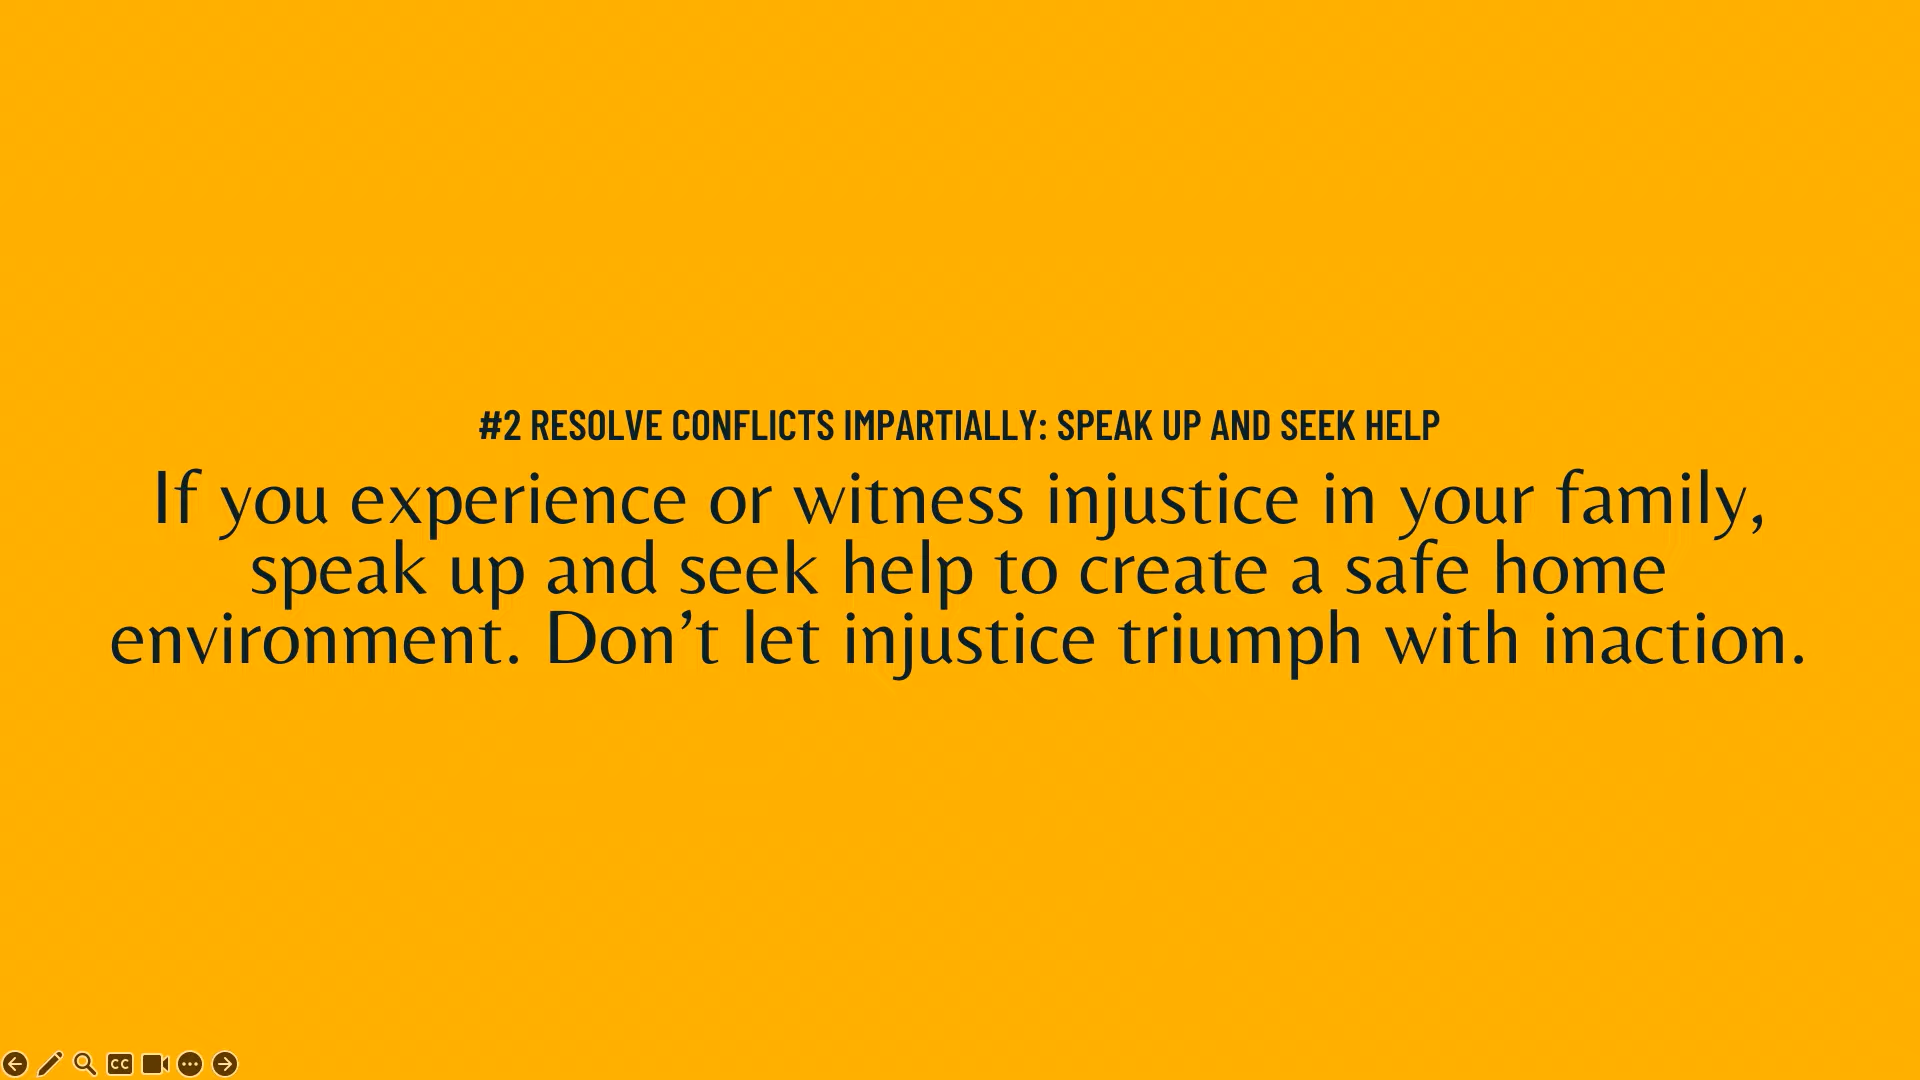 #2 RESOLVE CONFLICTS IMPARTIALLY: SPEAK UP AND SEEK HELP
If you experience or witness injustice in your family,
speak up and seek help to create a safe home
environment. Don’t let injustice triumph with inaction.
CC